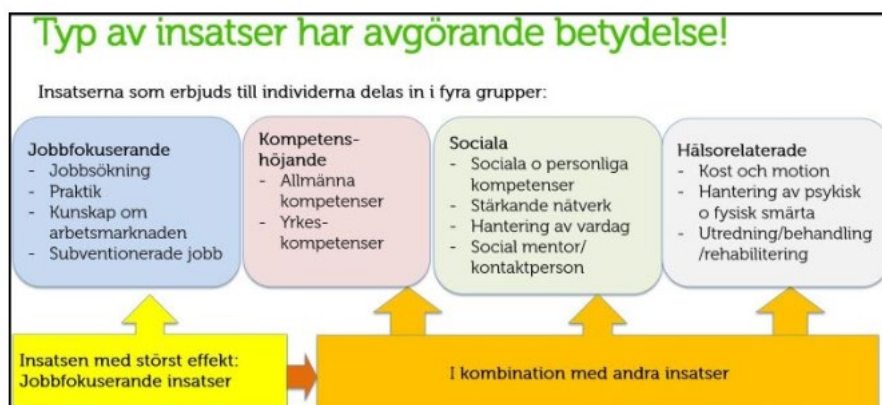 Typ av insatser har avgörande betydelse!
Insatserna som erbjuds till individerna delas in i fyra grupper:
Jobbfokuserande
- Jobbsökning
- Praktik
- Kunskap om
arbetsmarknaden
- Subventionerade jobb
Kompetens-
höjande
- Allmänna
kompetenser
- Yrkes-
kompetenser
Sociala
- Sociala o personliga
kompetenser
- Stärkande nätverk
- Hantering av vardag
- Social mentor/
kontaktperson
Hälsorelaterade
- Kost och motion
- Hantering av psykisk
o fysisk smärta
- Utredning/behandling
/rehabilitering
Insatsen med störst effekt:
Jobbfokuserande insatser
I kombination med andra insatser